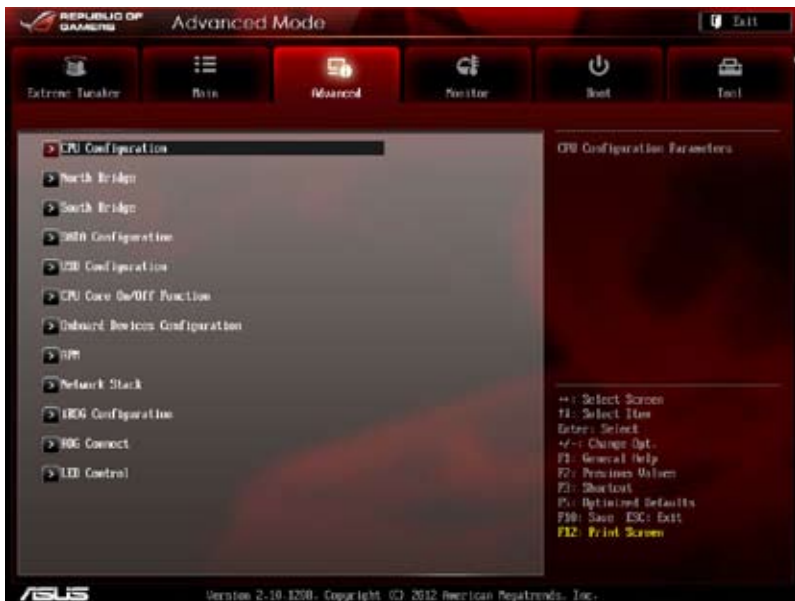 REPUBLIC OF
GAMERS
Advanced Mode
Exit
Extreme Tweaker
Main
Advanced
Monitor
Boot
Tool
> CPU Configuration
> North Bridge
> South Bridge
> SATA Configuration
> USB Configuration
> CPU Core On/Off Function
> Onboard Devices Configuration
> APM
> Network Stack
> iROG Configuration
> ROG Connect
> LED Control
CPU Configuration Parameters
→←: Select Screen
↑↓: Select Item
Enter: Select
+/-: Change Opt.
F1: General Help
F2: Previous Values
F3: Shortcut
F5: Optimized Defaults
F10: Save ESC: Exit
F12: Print Screen
ASUS
Version 2.10.1208. Copyright (C) 2012 American Megatrends, Inc.